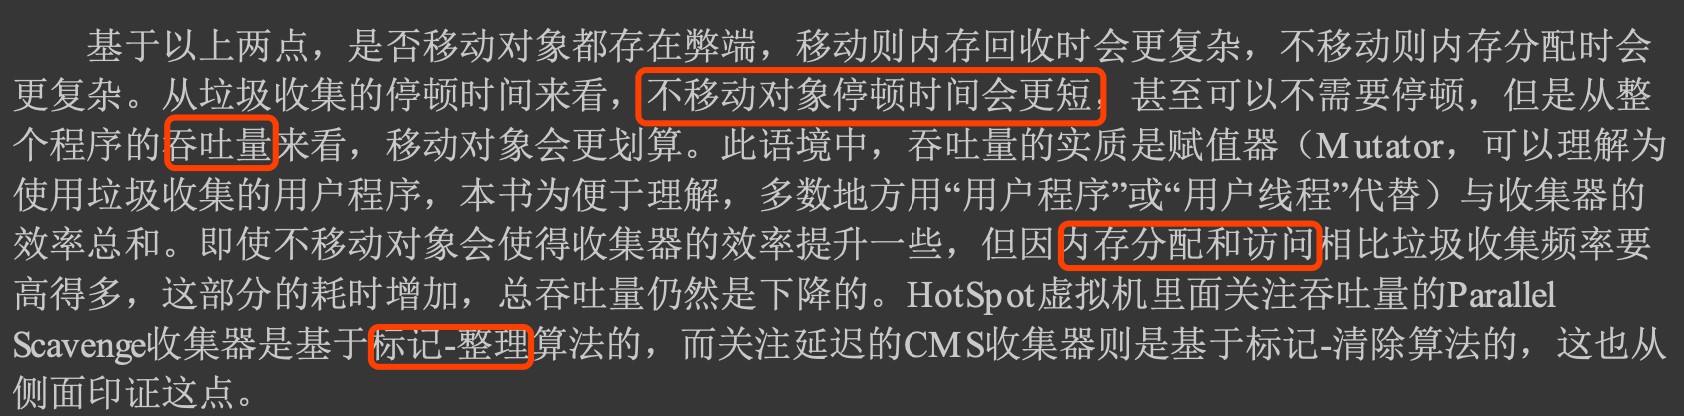 基于以上两点，是否移动对象都存在弊端，移动则内存回收时会更复杂，不移动则内存分配时会
更复杂。从垃圾收集的停顿时间来看，不移动对象停顿时间会更短，甚至可以不需要停顿，但是从整
个程序的吞吐量来看，移动对象会更划算。此语境中，吞吐量的实质是赋值器（Mutator，可以理解为
使用垃圾收集的用户程序，本书为便于理解，多数地方用“用户程序”或“用户线程”代替）与收集器的
效率总和。即使不移动对象会使得收集器的效率提升一些，但因内存分配和访问相比垃圾收集频率要
高得多，这部分的耗时增加，总吞吐量仍然是下降的。HotSpot虚拟机里面关注吞吐量的Parallel
Scavenge收集器是基于标记-整理算法的，而关注延迟的CMS收集器则是基于标记-清除算法的，这也从
侧面印证这点。